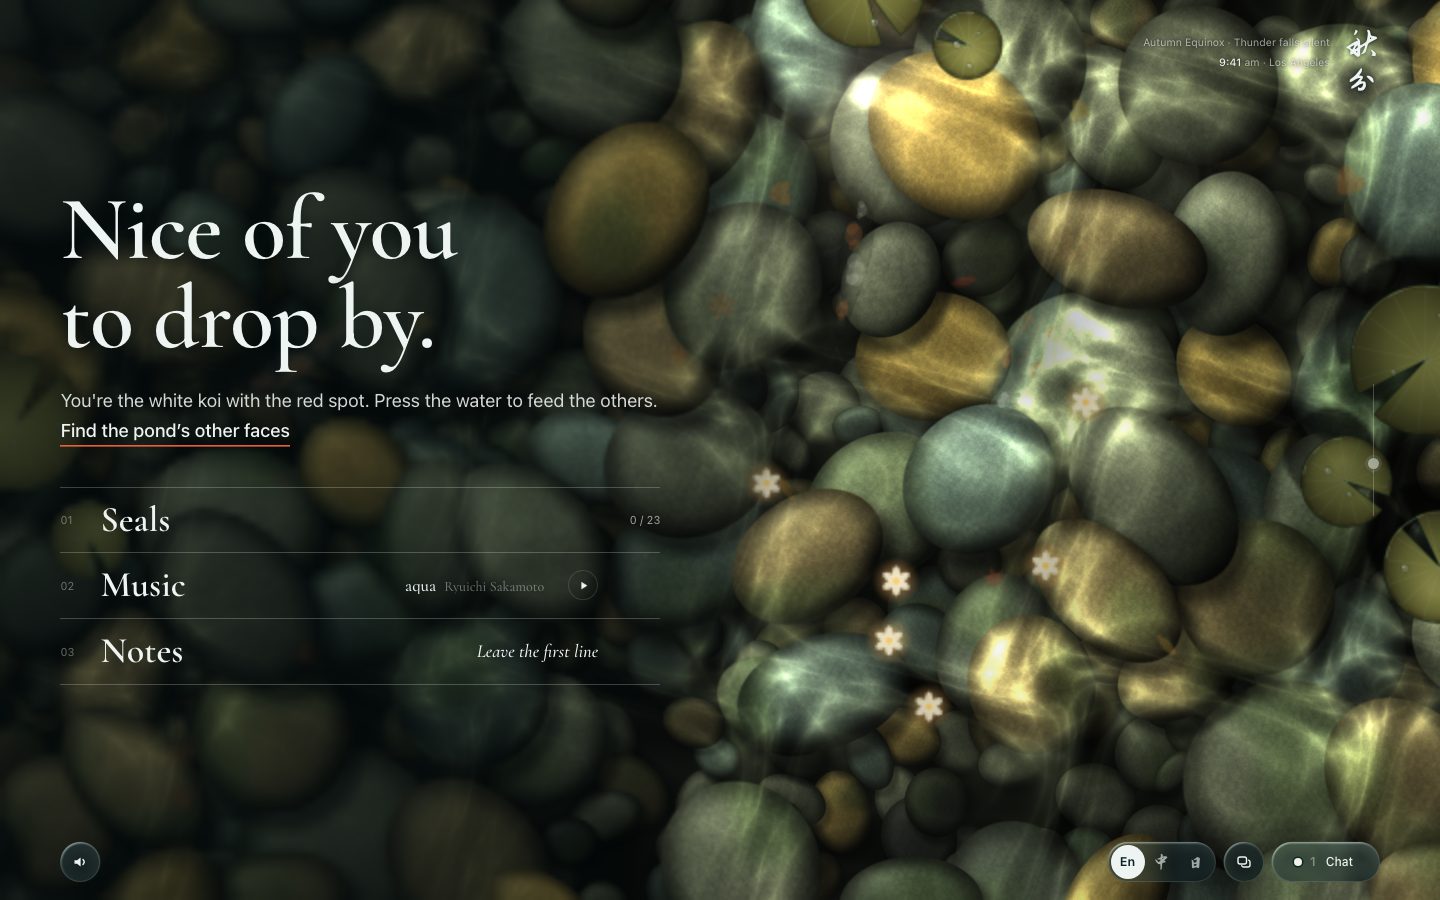 Autumn Equinox · Thunder falls silent
9:41 am · Los Angeles
秋分
Nice of you
to drop by.
You're the white koi with the red spot. Press the water to feed the others.
Find the pond’s other faces
01 Seals 0 / 23
02 Music aqua Ryuichi Sakamoto
03 Notes Leave the first line
En
1 Chat